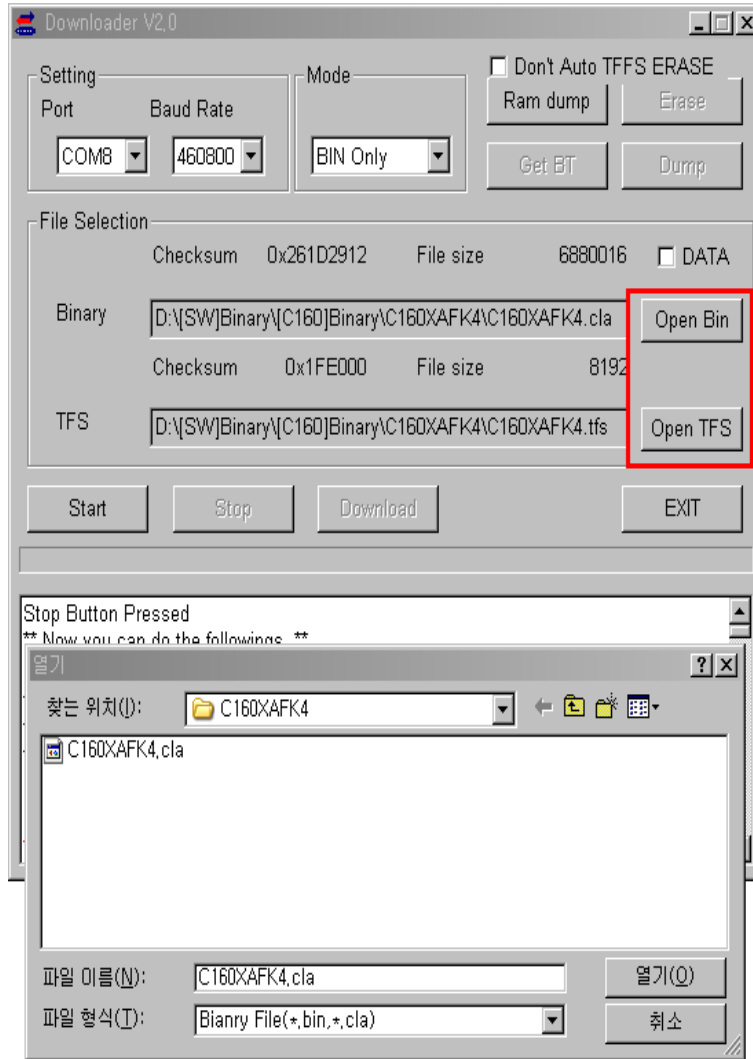 Downloader V2,0
Don't Auto TFFS ERASE
Setting
Mode
Port
Baud Rate
Ram dump
Erase
COM8
460800
BIN Only
Get BT
Dump
File Selection
Checksum 0x261D2912 File size 6880016 DATA
Binary D:\[SW]Binary\[C160]Binary\C160XAFK4\C160XAFK4.cla Open Bin
Checksum 0x1FE000 File size 8192
TFS D:\[SW]Binary\[C160]Binary\C160XAFK4\C160XAFK4.tfs Open TFS
Start Stop Download EXIT
Stop Button Pressed
** Now you can do the followings. **
열기
찾는 위치(I): C160XAFK4
C160XAFK4,cla
파일 이름(N): C160XAFK4,cla 열기(O)
파일 형식(T): Bianry File(*,bin,*,cla) 취소